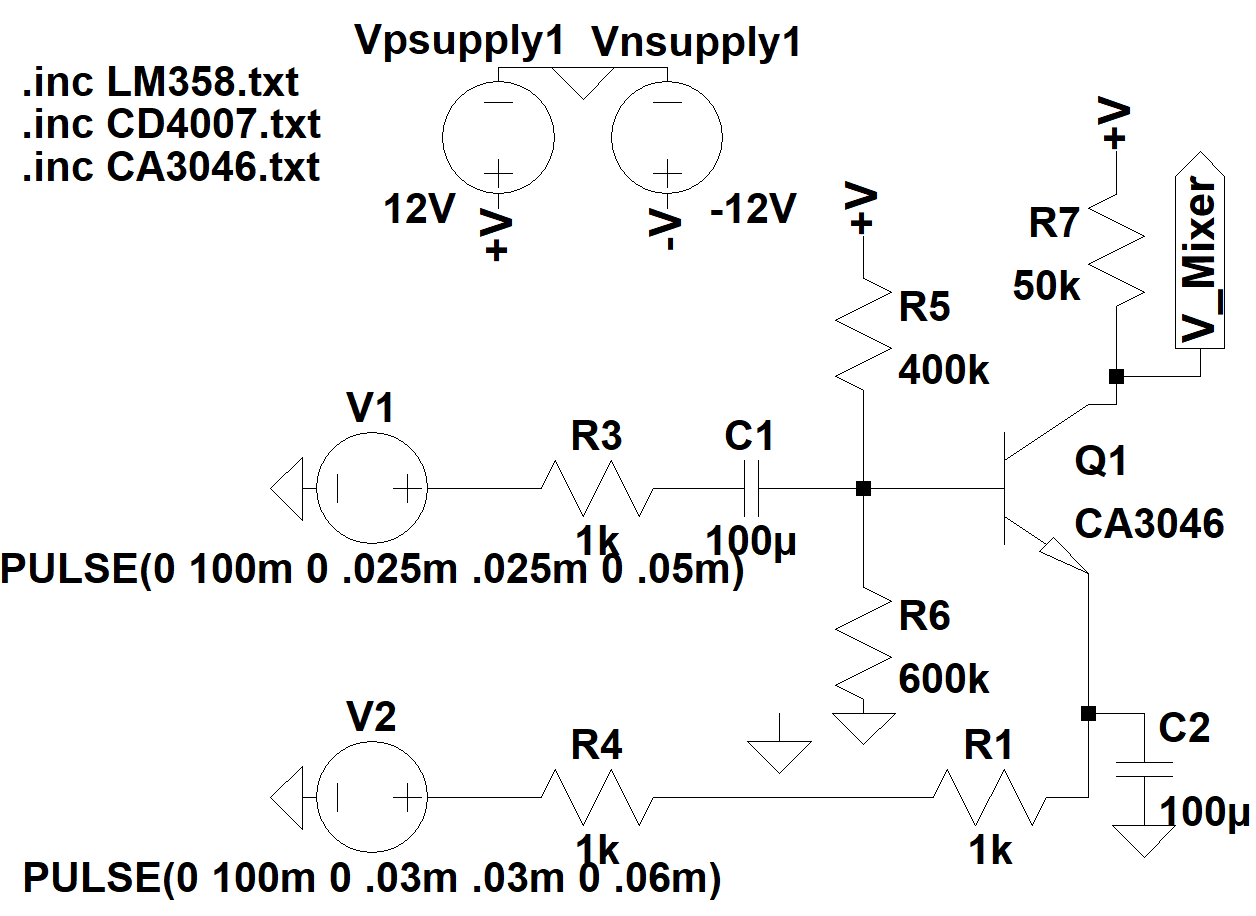 Vpsupply1 Vnsupply1
.inc LM358.txt
.inc CD4007.txt
.inc CA3046.txt
12V
+V
-V
-12V
+V
+V
R7
50k
V_Mixer
R5
400k
V1
R3
C1
1k
100µ
PULSE(0 100m 0 .025m .025m 0 .05m)
Q1
CA3046
R6
600k
V2
R4
R1
C2
1k
1k
100µ
PULSE(0 100m 0 .03m .03m 0 .06m)